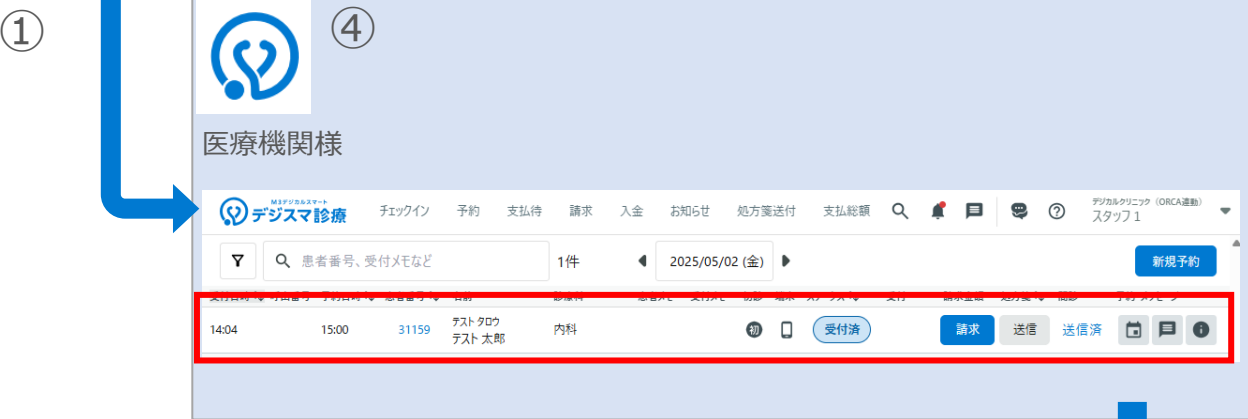 ①
④
医療機関様
M3デジカルスマート
デジスマ診療 チェックイン 予約 支払待 請求 入金 お知らせ 処方箋送付 支払総額 デジカルクリニック（ORCA連動）
スタッフ1
患者番号、受付メモなど 1件 2025/05/02 (金) 新規予約
14:04 15:00 31159 テスト タロウ 内科 初 受付済 請求 送信 送信済
テスト 太郎